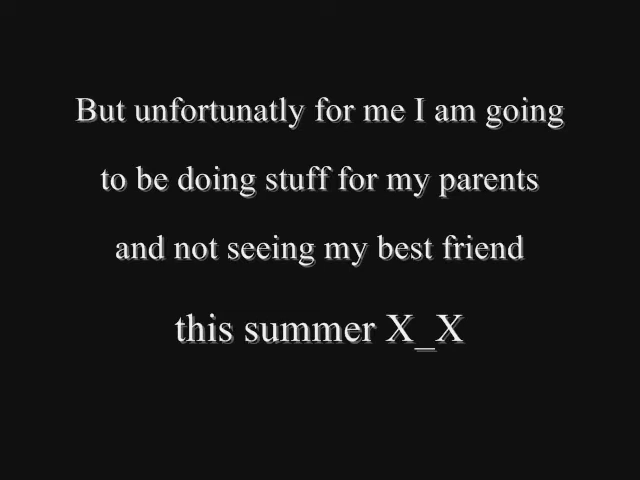 But unfortunatly for me I am going
to be doing stuff for my parents
and not seeing my best friend
this summer X_X